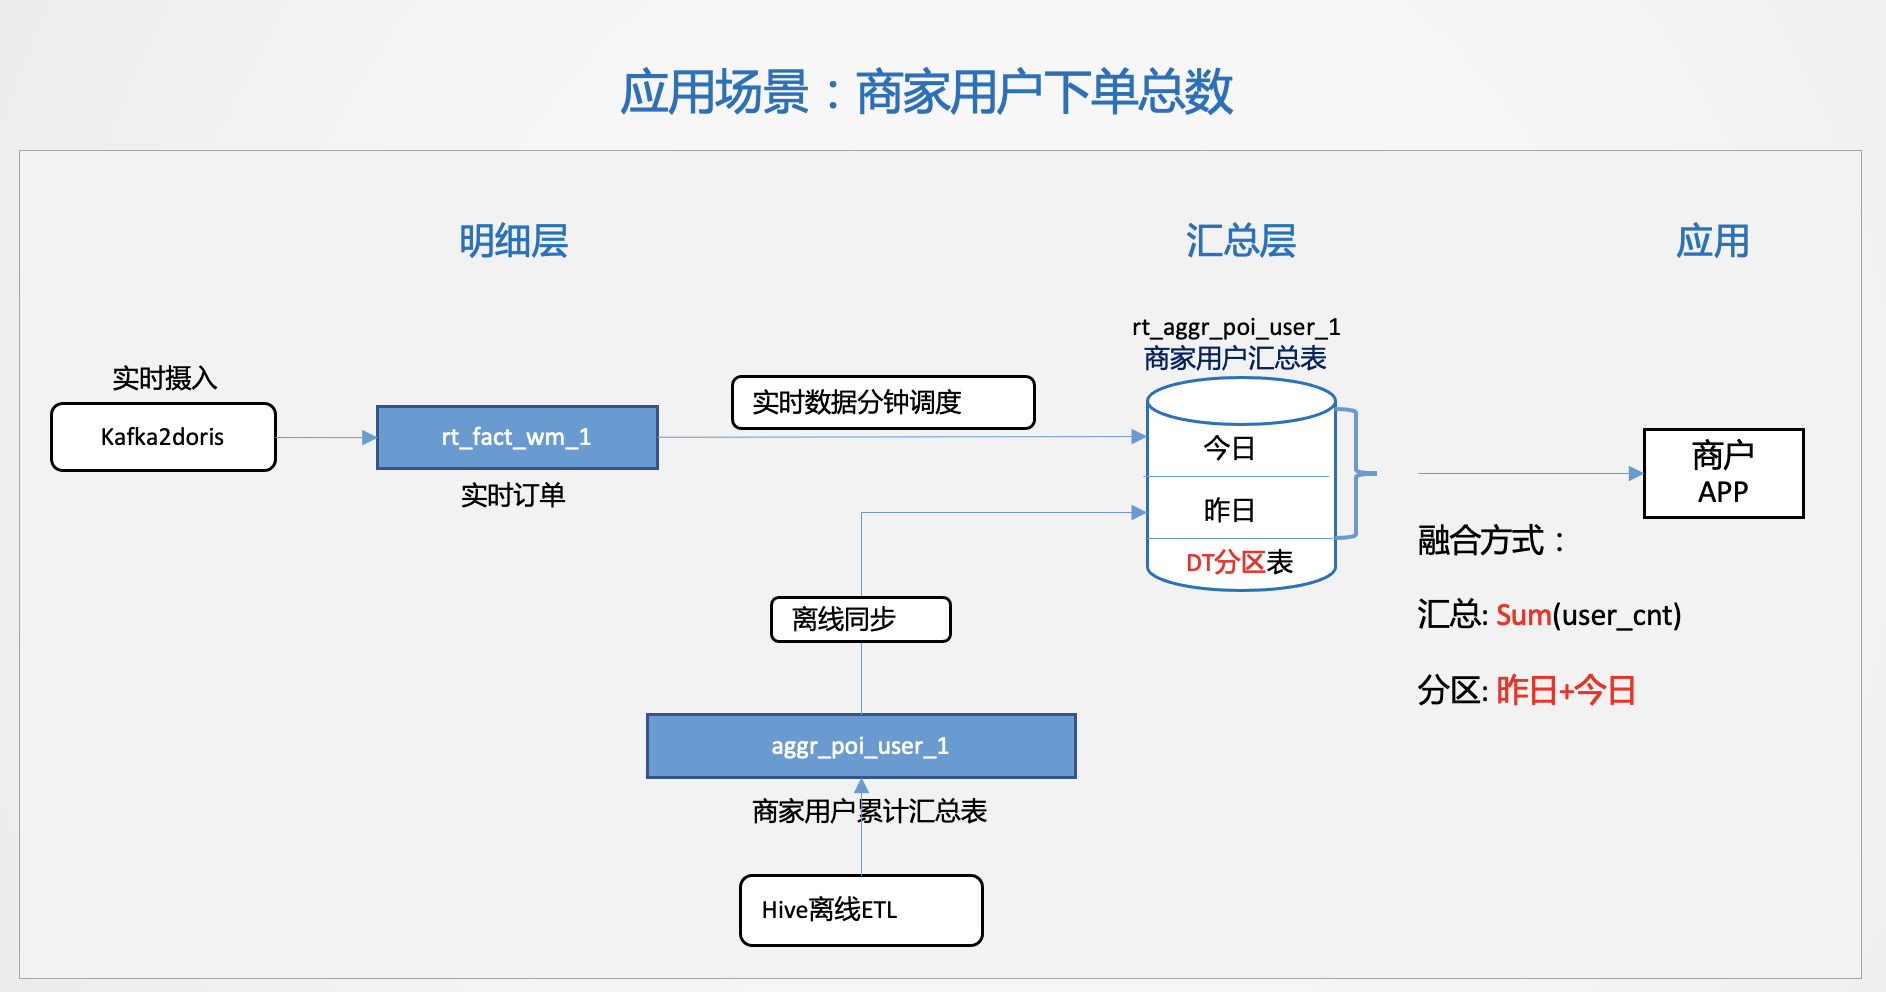 应用场景：商家用户下单总数
明细层
汇总层
应用
rt_aggr_poi_user_1
商家用户汇总表
实时摄入
Kafka2doris
rt_fact_wm_1
实时订单
实时数据分钟调度
今日
昨日
DT分区表
商户
APP
离线同步
aggr_poi_user_1
商家用户累计汇总表
Hive离线ETL
融合方式：
汇总: Sum(user_cnt)
分区: 昨日+今日